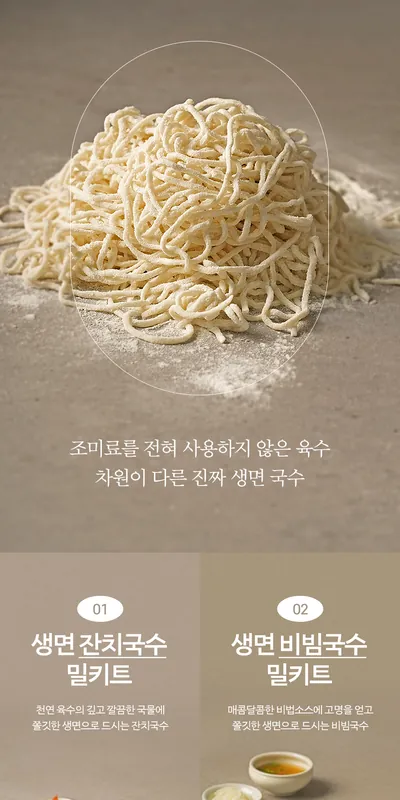 조미료를 전혀 사용하지 않은 육수
차원이 다른 진짜 생면 국수
01
생면 잔치국수
밀키트
천연 육수의 깊고 깔끔한 국물에
쫄깃한 생면으로 드시는 잔치국수
02
생면 비빔국수
밀키트
매콤달콤한 비법소스에 고명을 얹고
쫄깃한 생면으로 드시는 비빔국수